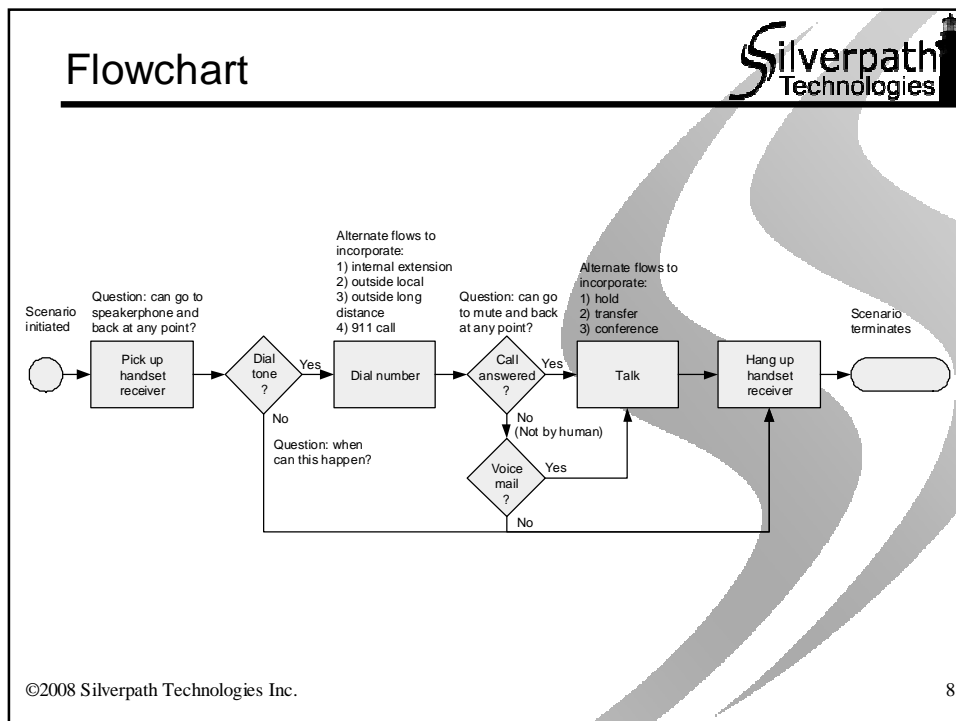 Flowchart
Silverpath
Technologies
Scenario
initiated
Question: can go to
speakerphone and
back at any point?
Pick up
handset
receiver
Dial
tone
?
Yes
No
Question: when
can this happen?
Alternate flows to
incorporate:
1) internal extension
2) outside local
3) outside long
distance
4) 911 call
Dial number
Question: can go
to mute and back
at any point?
Call
answered
?
Yes
No
(Not by human)
Voice
mail
?
Yes
No
Alternate flows to
incorporate:
1) hold
2) transfer
3) conference
Talk
Hang up
handset
receiver
Scenario
terminates
©2008 Silverpath Technologies Inc.
8